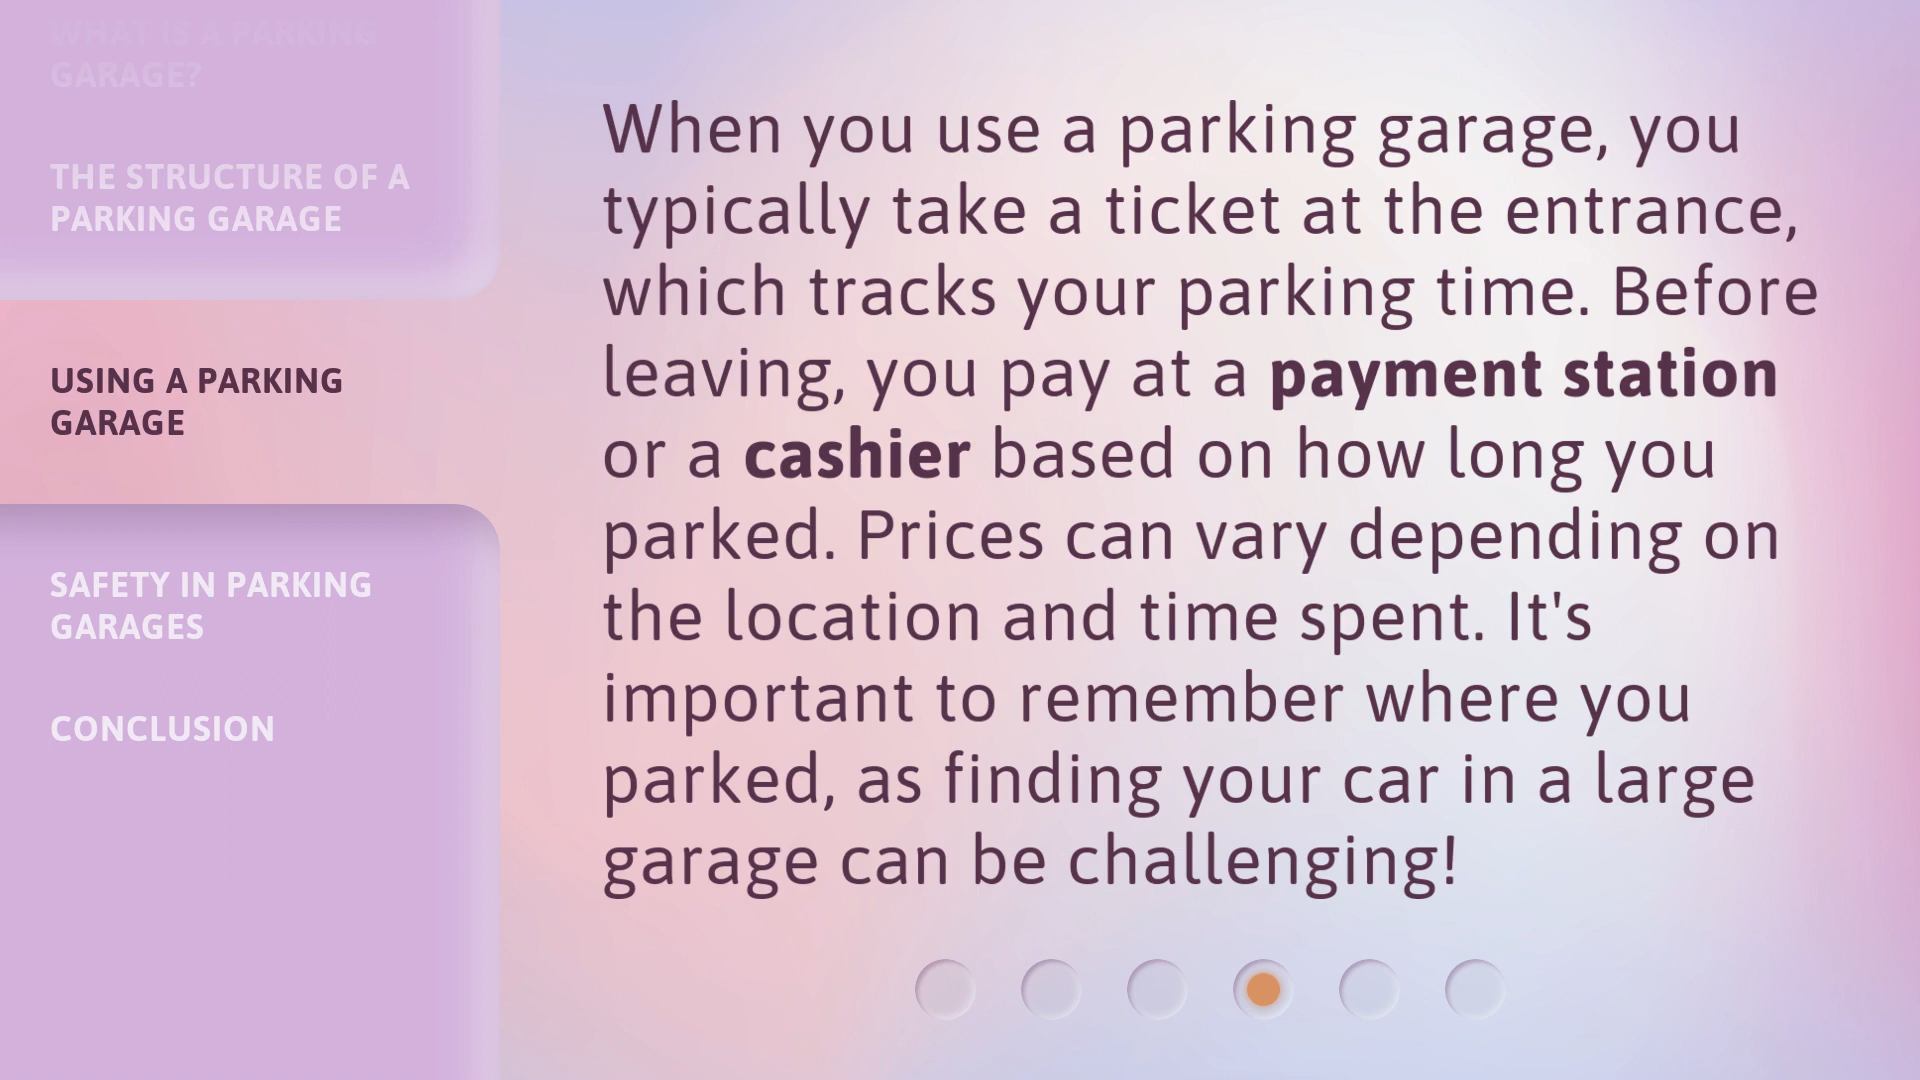 WHAT IS A PARKING
GARAGE?
THE STRUCTURE OF A
PARKING GARAGE
USING A PARKING
GARAGE
SAFETY IN PARKING
GARAGES
CONCLUSION
When you use a parking garage, you
typically take a ticket at the entrance,
which tracks your parking time. Before
leaving, you pay at a payment station
or a cashier based on how long you
parked. Prices can vary depending on
the location and time spent. It's
important to remember where you
parked, as finding your car in a large
garage can be challenging!